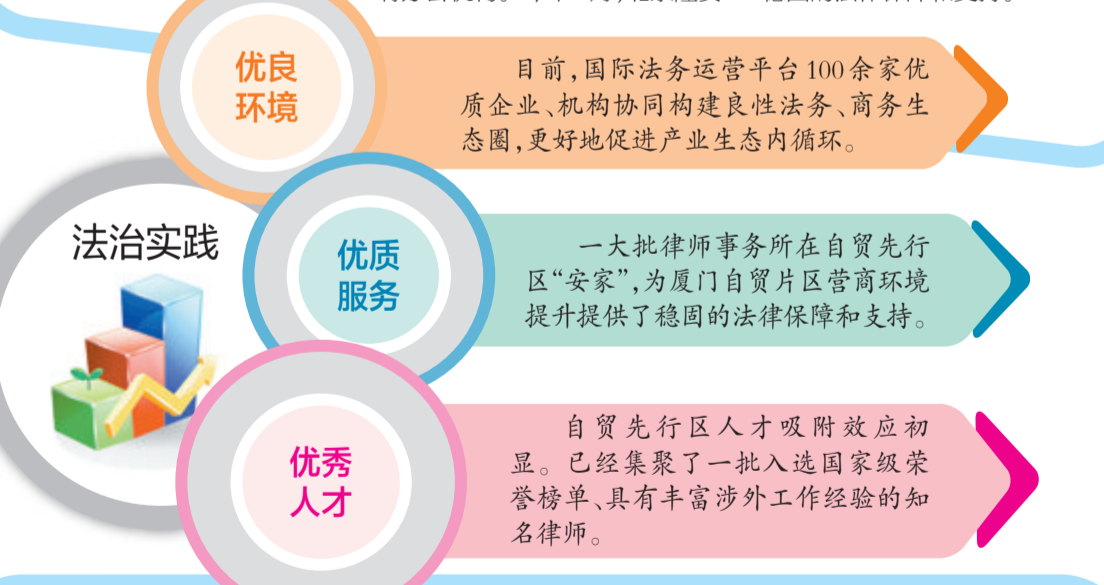 优良
环境
目前，国际法务运营平台100余家优
质企业、机构协同构建良性法务、商务生
态圈，更好地促进产业生态内循环。
法治实践
优质
服务
一大批律师事务所在自贸先行
区“安家”，为厦门自贸片区营商环境
提升提供了稳固的法律保障和支持。
优秀
人才
自贸先行区人才吸附效应初
显。已经集聚了一批入选国家级荣
誉榜单、具有丰富涉外工作经验的知
名律师。